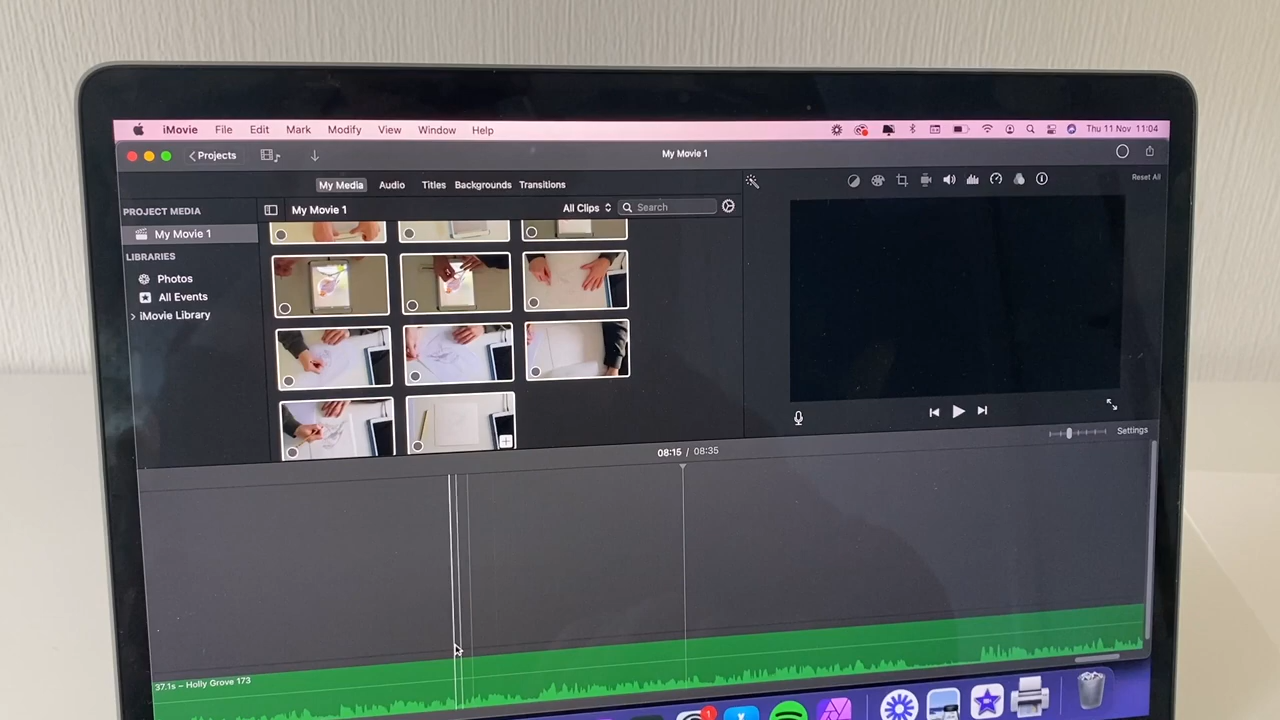 iMovie File Edit Mark Modify View Window Help Thu 11 Nov 11:04
Projects My Movie 1
My Media Audio Titles Backgrounds Transitions Reset All
PROJECT MEDIA My Movie 1 All Clips Search
My Movie 1
LIBRARIES
Photos
All Events
iMovie Library
Settings
08:15 / 08:35
37.1s – Holly Grove 173
1